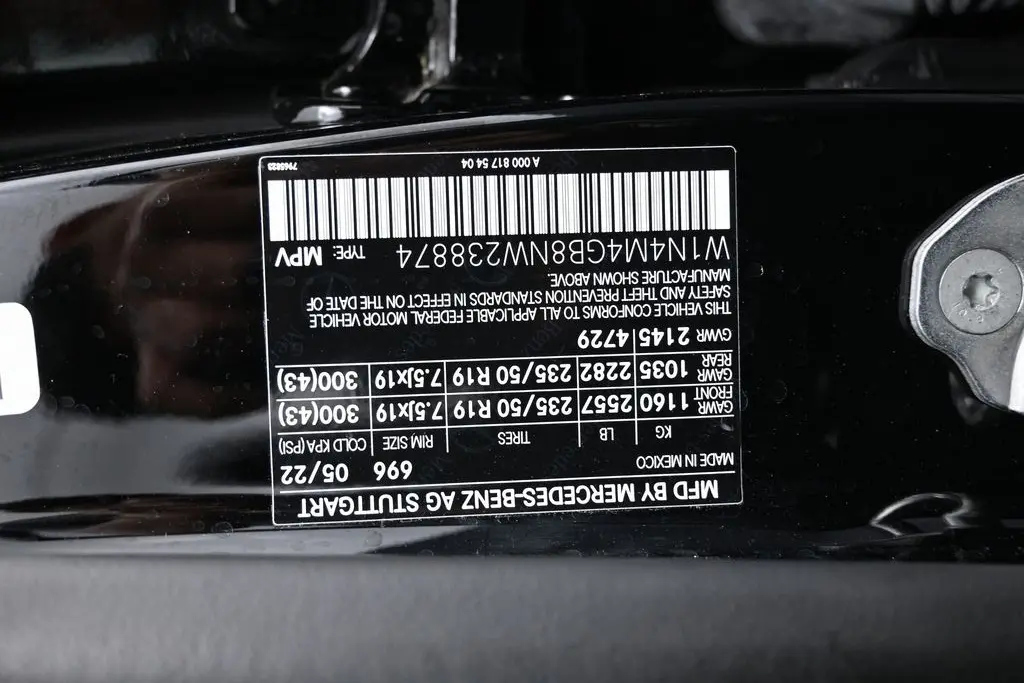 MFD BY MERCEDES-BENZ AG STUTTGART
MADE IN MEXICO 696 05/22
KG LB TIRES RIM SIZE COLD KPA (PSI)
GAWR FRONT 1160 2557 235/50 R19 7.5Jx19 300(43)
GAWR REAR 1035 2282 235/50 R19 7.5Jx19 300(43)
GVWR 2145 4729
THIS VEHICLE CONFORMS TO ALL APPLICABLE FEDERAL MOTOR VEHICLE
SAFETY AND THEFT PREVENTION STANDARDS IN EFFECT ON THE DATE OF
MANUFACTURE SHOWN ABOVE.
W1N4M4GB8NW238874 TYPE: MPV
A 000 817 54 04 7965823